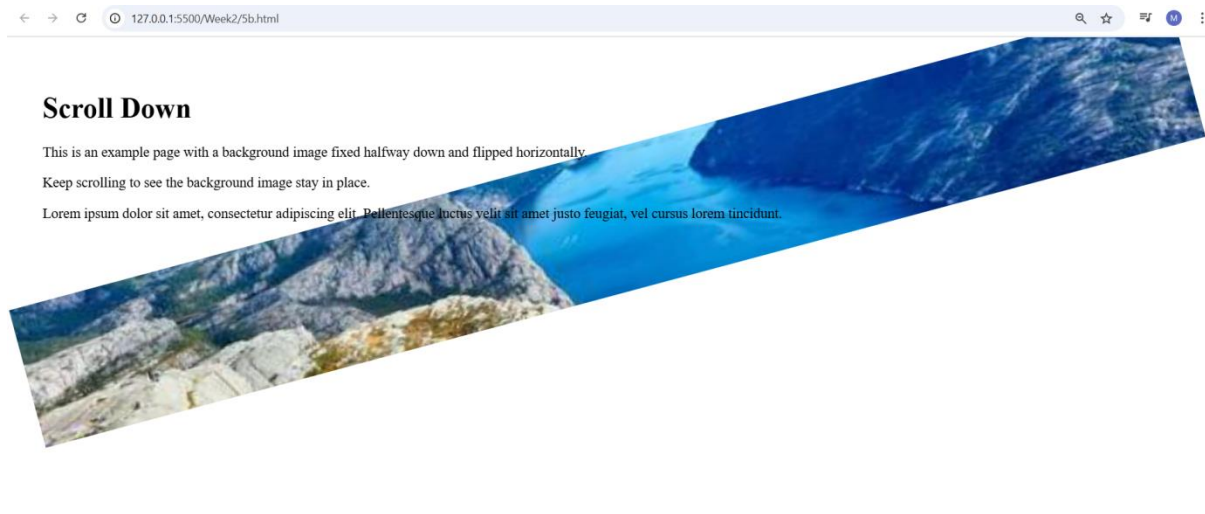 127.0.0.1:5500/Week2/5b.html
M
Scroll Down
This is an example page with a background image fixed halfway down and flipped horizontally.
Keep scrolling to see the background image stay in place.
Lorem ipsum dolor sit amet, consectetur adipiscing elit. Pellentesque luctus velit sit amet justo feugiat, vel cursus lorem tincidunt.